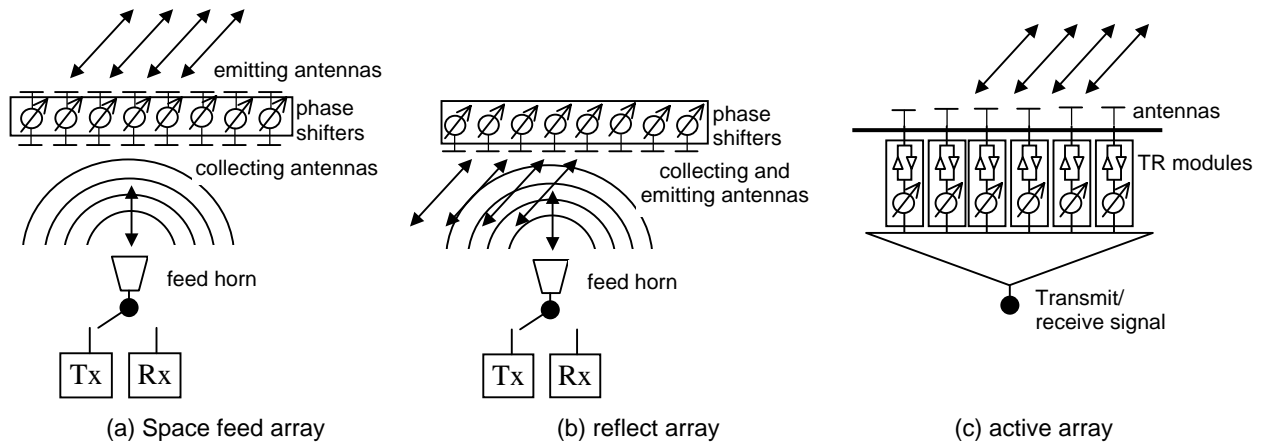 emitting antennas
phase
shifters
collecting antennas
feed horn
Tx
Rx
(a) Space feed array
phase
shifters
collecting and
emitting antennas
feed horn
Tx
Rx
(b) reflect array
antennas
TR modules
Transmit/
receive signal
(c) active array